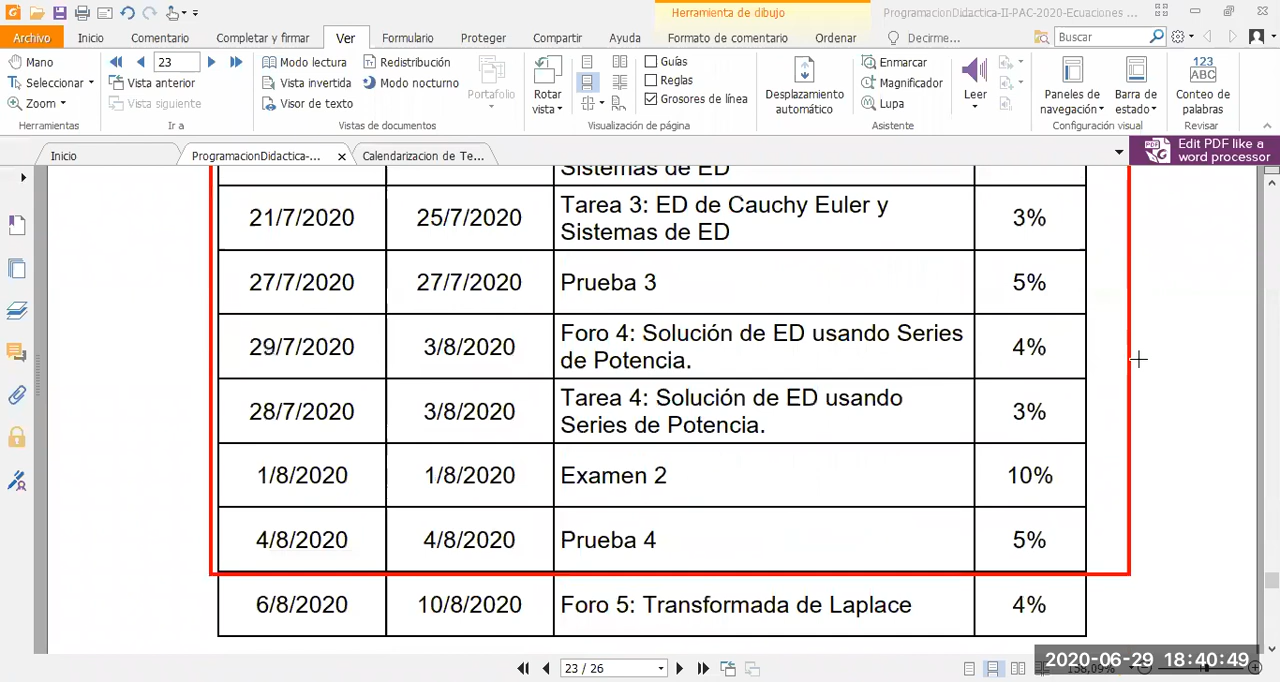 Herramienta de dibujo
ProgramacionDidactica-II-PAC-2020-Ecuaciones ...
Archivo Inicio Comentario Completar y firmar Ver Formulario Proteger Compartir Ayuda Formato de comentario Ordenar Decirme... Buscar
Mano 23 Modo lectura Redistribución Guías Enmarcar
Seleccionar Vista anterior Vista invertida Modo nocturno Reglas Magnificador
Zoom Vista siguiente Visor de texto Grosores de línea Lupa
Portafolio Rotar vista Desplazamiento automático Leer Paneles de navegación Barra de estado 123 ABC Conteo de palabras
Herramientas Ir a Vistas de documentos Visualización de página Asistente Configuración visual Revisar
Inicio ProgramacionDidactica-... Calendarizacion de Te...
Edit PDF like a
word processor
Sistemas de ED
21/7/2020 25/7/2020 Tarea 3: ED de Cauchy Euler y
Sistemas de ED 3%
27/7/2020 27/7/2020 Prueba 3 5%
29/7/2020 3/8/2020 Foro 4: Solución de ED usando Series
de Potencia. 4%
28/7/2020 3/8/2020 Tarea 4: Solución de ED usando
Series de Potencia. 3%
1/8/2020 1/8/2020 Examen 2 10%
4/8/2020 4/8/2020 Prueba 4 5%
6/8/2020 10/8/2020 Foro 5: Transformada de Laplace 4%
2020-06-29 18:40:49
23 / 26